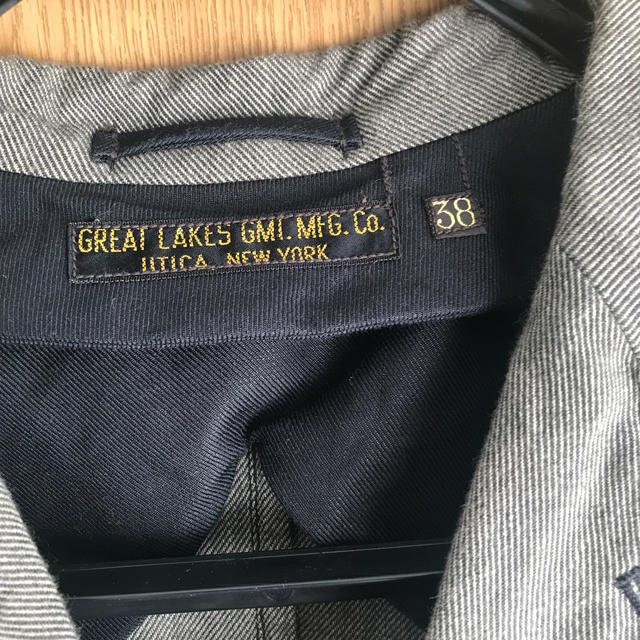 GREAT LAKES GMT. MFG. Co.
UTICA, NEW YORK
38